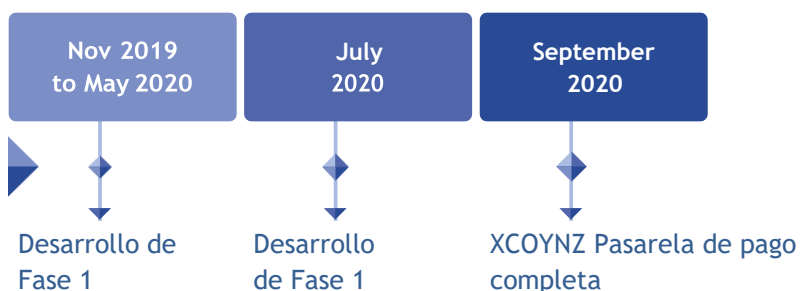 Nov 2019
to May 2020
July
2020
September
2020
Desarrollo de
Fase 1
Desarrollo
de Fase 1
XCOYNZ Pasarela de pago
completa